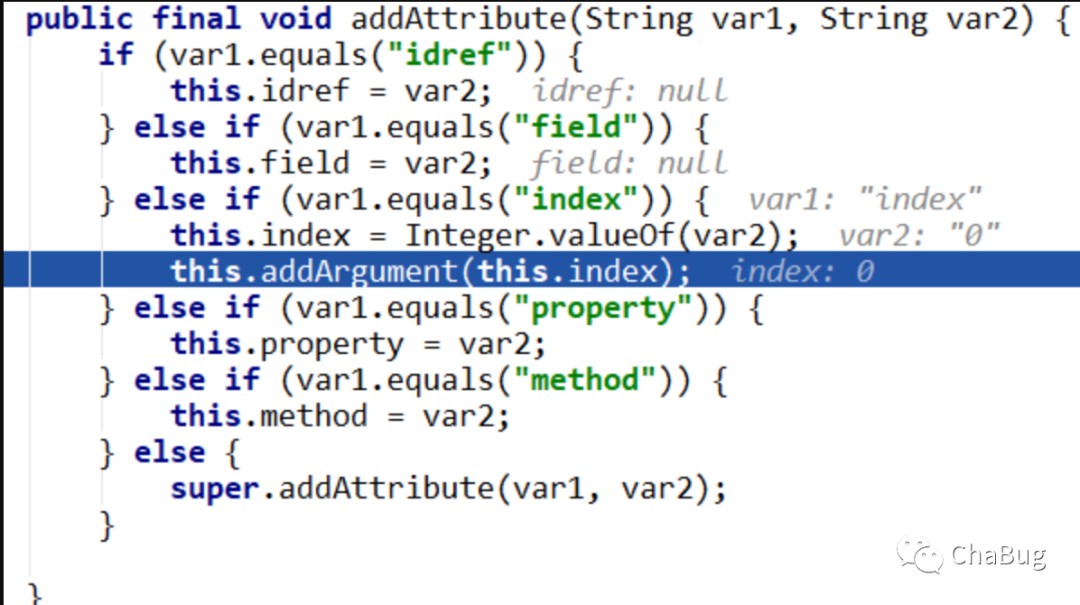 public final void addAttribute(String var1, String var2) {
    if (var1.equals("idref")) {
        this.idref = var2;  idref: null
    } else if (var1.equals("field")) {
        this.field = var2;  field: null
    } else if (var1.equals("index")) {  var1: "index"
        this.index = Integer.valueOf(var2);  var2: "0"
        this.addArgument(this.index);  index: 0
    } else if (var1.equals("property")) {
        this.property = var2;
    } else if (var1.equals("method")) {
        this.method = var2;
    } else {
        super.addAttribute(var1, var2);
    }
ChaBug
}